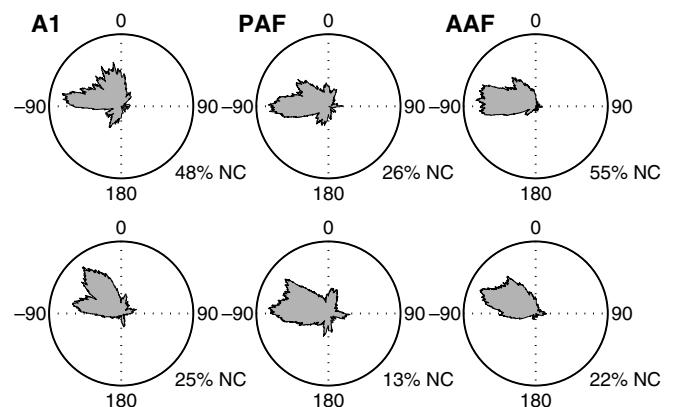 A1 0 PAF 0 AAF 0
–90 90 –90 90 –90 90
48% NC 26% NC 55% NC
180 180 180
0 0 0
–90 90 –90 90 –90 90
25% NC 13% NC 22% NC
180 180 180